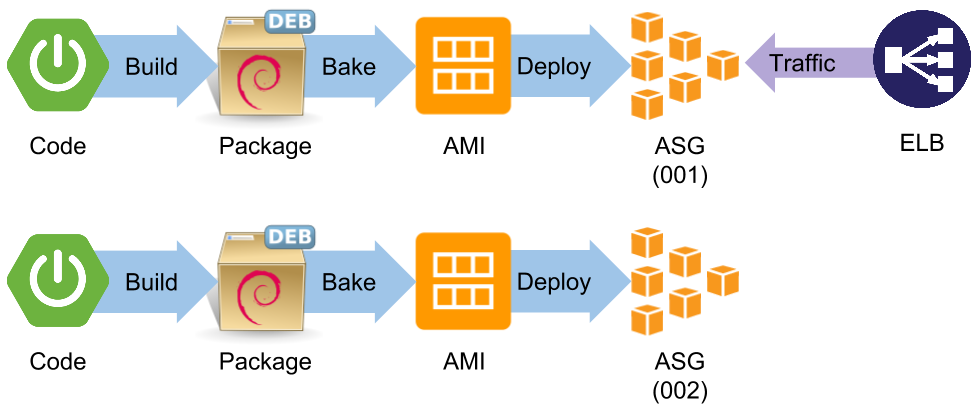 DEB
Build
Bake
Deploy
Traffic
Code
Package
AMI
ASG
(001)
ELB
DEB
Build
Bake
Deploy
Code
Package
AMI
ASG
(002)